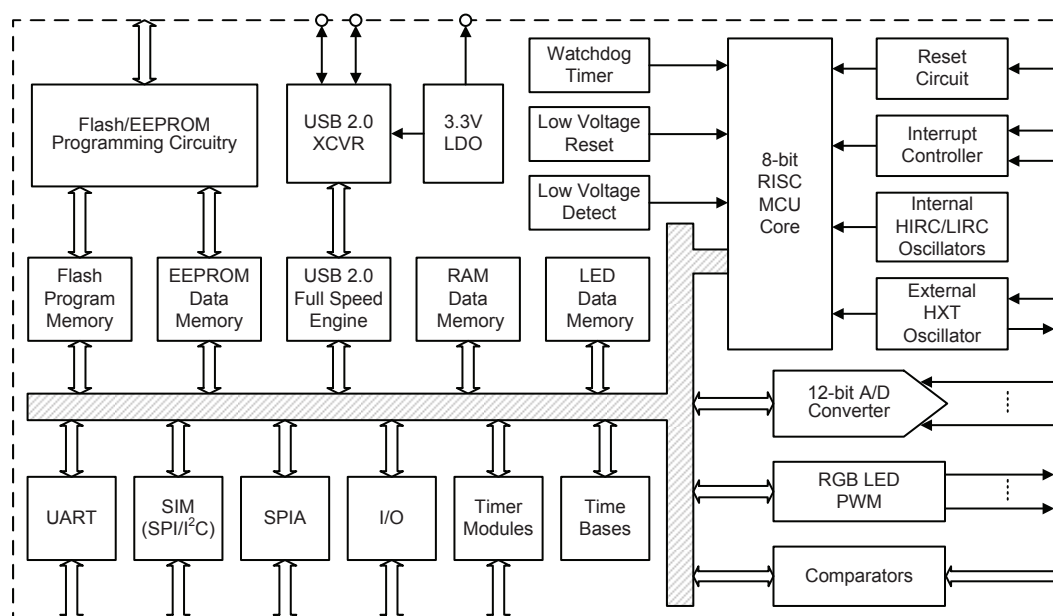 Flash/EEPROM
Programming Circuitry
USB 2.0
XCVR
3.3V
LDO
Watchdog
Timer
Low Voltage
Reset
Low Voltage
Detect
8-bit
RISC
MCU
Core
Reset
Circuit
Interrupt
Controller
Internal
HIRC/LIRC
Oscillators
External
HXT
Oscillator
Flash
Program
Memory
EEPROM
Data
Memory
USB 2.0
Full Speed
Engine
RAM
Data
Memory
LED
Data
Memory
12-bit A/D
Converter
RGB LED
PWM
Comparators
UART
SIM
(SPI/I²C)
SPIA
I/O
Timer
Modules
Time
Bases